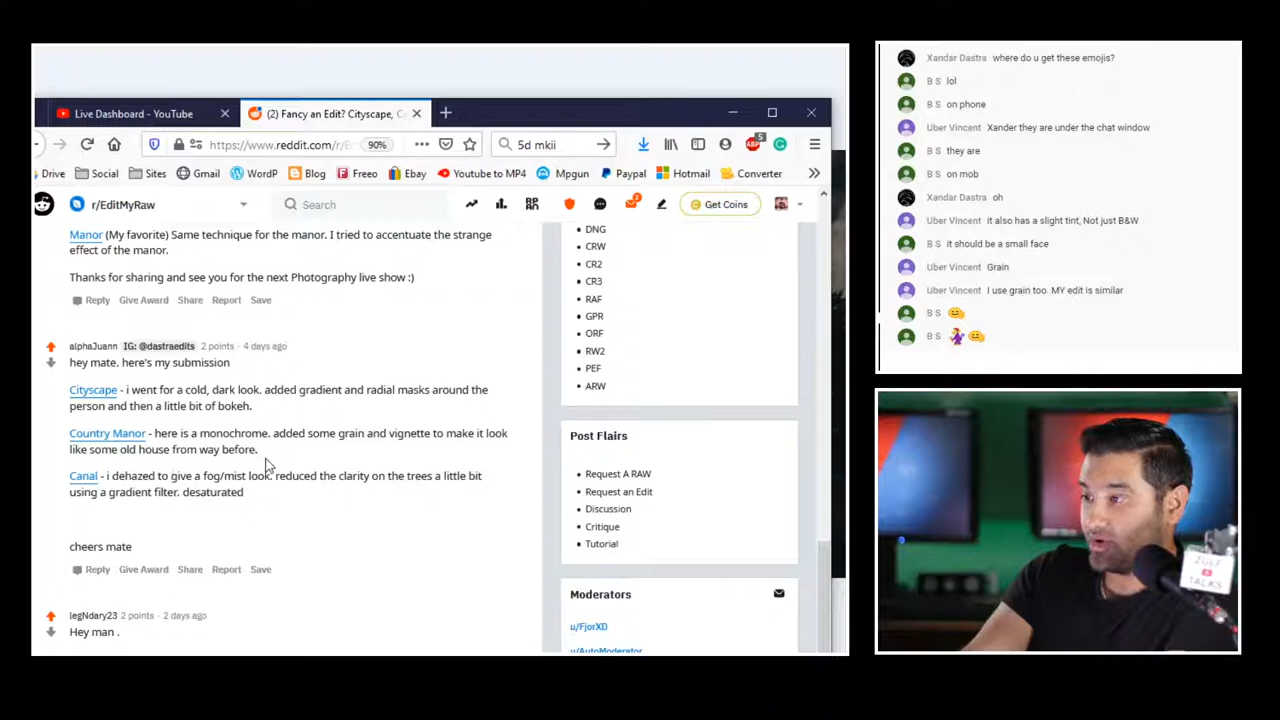 Live Dashboard - YouTube
(2) Fancy an Edit? Cityscape, C
https://www.reddit.com/r/E
90%
5d mkii
5
Drive
Social
Sites
Gmail
WordP
Blog
Freeo
Ebay
Youtube to MP4
Mpgun
Paypal
Hotmail
Converter
r/EditMyRaw
Search
Get Coins
Manor (My favorite) Same technique for the manor. I tried to accentuate the strange
effect of the manor.
Thanks for sharing and see you for the next Photography live show :)
Reply Give Award Share Report Save
alphaJuann IG: @dastraedits 2 points · 4 days ago
hey mate. here's my submission
Cityscape - i went for a cold, dark look. added gradient and radial masks around the
person and then a little bit of bokeh.
Country Manor - here is a monochrome. added some grain and vignette to make it look
like some old house from way before.
Canal - i dehazed to give a fog/mist look. reduced the clarity on the trees a little bit
using a gradient filter. desaturated
cheers mate
Reply Give Award Share Report Save
legNdary23 2 points · 2 days ago
Hey man .
DNG
CRW
CR2
CR3
RAF
GPR
ORF
RW2
PEF
ARW
Post Flairs
Request A RAW
Request an Edit
Discussion
Critique
Tutorial
Moderators
u/FjorXD
u/AutoModerator
Xandar Dastra where do u get these emojis?
B S lol
B S on phone
Uber Vincent Xander they are under the chat window
B S they are
B S on mob
Xandar Dastra oh
Uber Vincent it also has a slight tint, Not just B&W
B S it should be a small face
Uber Vincent Grain
Uber Vincent I use grain too. MY edit is similar
B S
B S
ZULF
TALKS